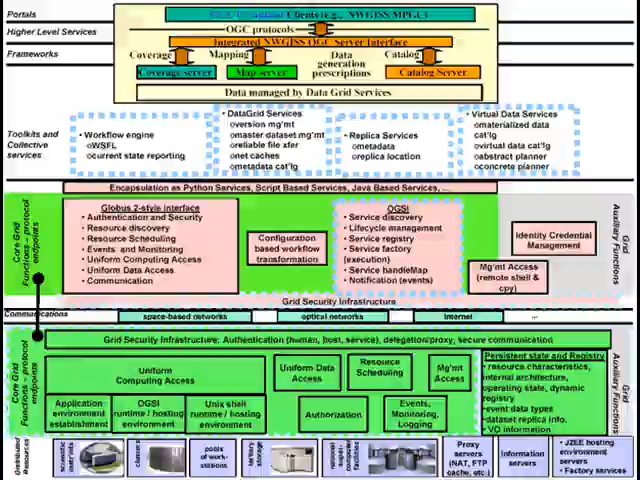 Portals
Clients (e.g., NWGISS MPGC)
Higher Level Services
OGC protocols
Integrated NWGISS OGC Server Interface
Frameworks
Coverage
Mapping
Data generation prescriptions
Catalog
Coverage server
Map server
Catalog Server
Data managed by Data Grid Services
Toolkits and
Collective
services
• Workflow engine
oWSFL
ocurrent state reporting
• DataGrid Services
oversion mg'mt
omaster dataset mg'mt
oreliable file xfer
onet caches
ometadata cat'lg
• Replica Services
ometadata
oreplica location
• Virtual Data Services
omaterialized data
cat'lg
ovirtual data cat'lg
oabstract planner
oconcrete planner
Encapsulation as Python Services, Script Based Services, Java Based Services, ...
Core Grid
Functions ~ protocol
endpoints
Globus 2-style interface
• Authentication and Security
• Resource discovery
• Resource Scheduling
• Events and Monitoring
• Uniform Computing Access
• Uniform Data Access
• Communication
Configuration
based workflow
transformation
OGSI
• Service discovery
• Lifecycle management
• Service registry
• Service factory
(execution)
• Service handleMap
• Notification (events)
Identity Credential
Management
Mg'mt Access
(remote shell &
cpy)
Grid
Auxiliary Functions
Grid Security Infrastructure
Communications
space-based networks
optical networks
Internet
...
Core Grid
Functions ~ protocol
endpoints
Grid Security Infrastructure: Authentication (human, host, service), delegation/proxy, secure communication
Uniform
Computing Access
Uniform Data
Access
Resource
Scheduling
Mg'mt
Access
Application
environment
establishment
OGSI
runtime / hosting
environment
Unix shell
runtime / hosting
environment
Authorization
Events,
Monitoring,
Logging
Persistent state and Registry
• resource characteristics,
internal architecture,
operating state, dynamic
registry
• event data types
• dataset replica info.
• VO information
Grid
Auxiliary Functions
Distributed
Resources
scientific
clusters
pools
of work-
stations
tertiary
storage
national
super
computer
facilities
Proxy
servers
(NAT, FTP
cache, etc.)
Information
servers
• J2EE hosting
environment
servers
• Factory services